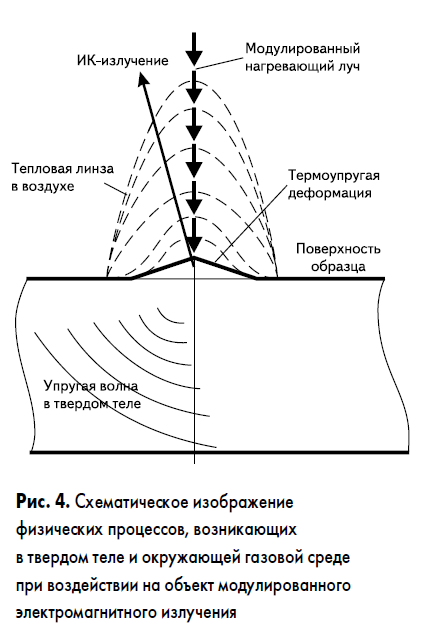 Модулированный
нагревающий луч
ИК-излучение
Тепловая линза
в воздухе
Термоупругая
деформация
Поверхность
образца
Упругая волна
в твердом теле
Рис. 4. Схематическое изображение
физических процессов, возникающих
в твердом теле и окружающей газовой среде
при воздействии на объект модулированного
электромагнитного излучения